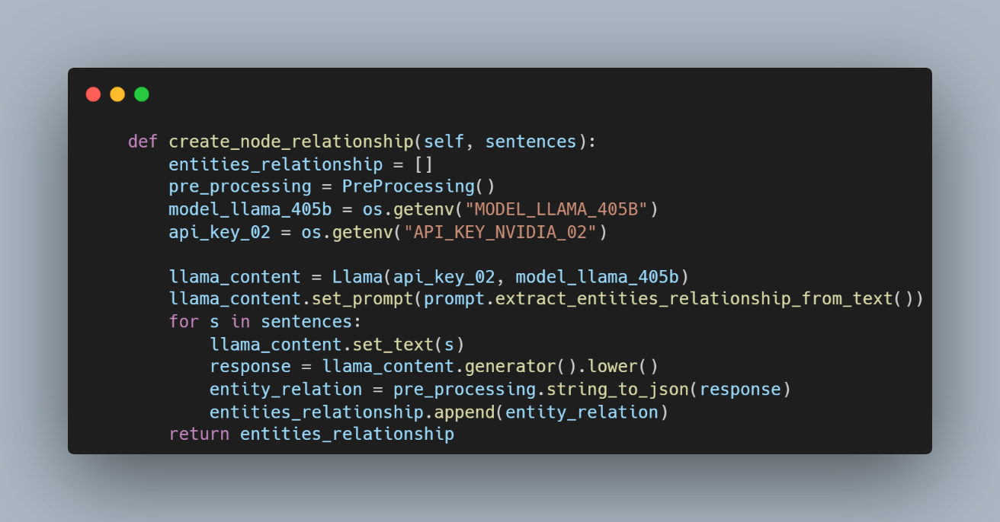 def create_node_relationship(self, sentences):
    entities_relationship = []
    pre_processing = PreProcessing()
    model_llama_405b = os.getenv("MODEL_LLAMA_405B")
    api_key_02 = os.getenv("API_KEY_NVIDIA_02")

    llama_content = Llama(api_key_02, model_llama_405b)
    llama_content.set_prompt(prompt.extract_entities_relationship_from_text())
    for s in sentences:
        llama_content.set_text(s)
        response = llama_content.generator().lower()
        entity_relation = pre_processing.string_to_json(response)
        entities_relationship.append(entity_relation)
    return entities_relationship